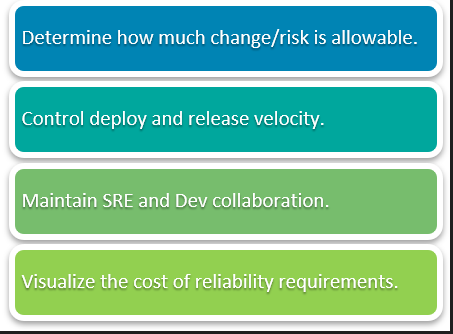 Determine how much change/risk is allowable.
Control deploy and release velocity.
Maintain SRE and Dev collaboration.
Visualize the cost of reliability requirements.